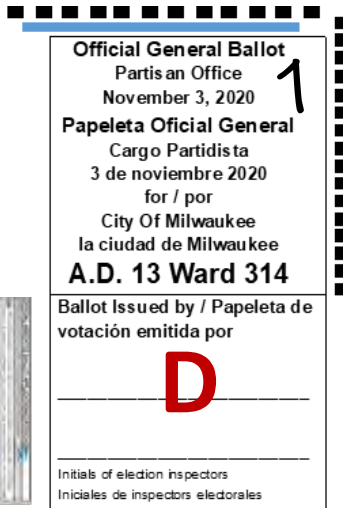 Official General Ballot
Partisan Office
November 3, 2020
1
Papeleta Oficial General
Cargo Partidista
3 de noviembre 2020
for / por
City Of Milwaukee
la ciudad de Milwaukee
A.D. 13 Ward 314
Ballot Issued by / Papeleta de
votación emitida por
D
Initials of election inspectors
Iniciales de inspectors electorales